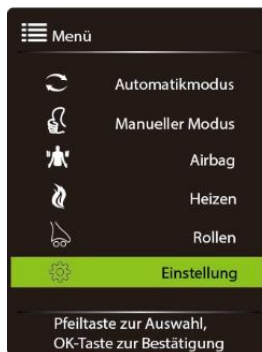 Menü
Automatikmodus
Manueller Modus
Airbag
Heizen
Rollen
Einstellung
Pfeiltaste zur Auswahl,
OK-Taste zur Bestätigung